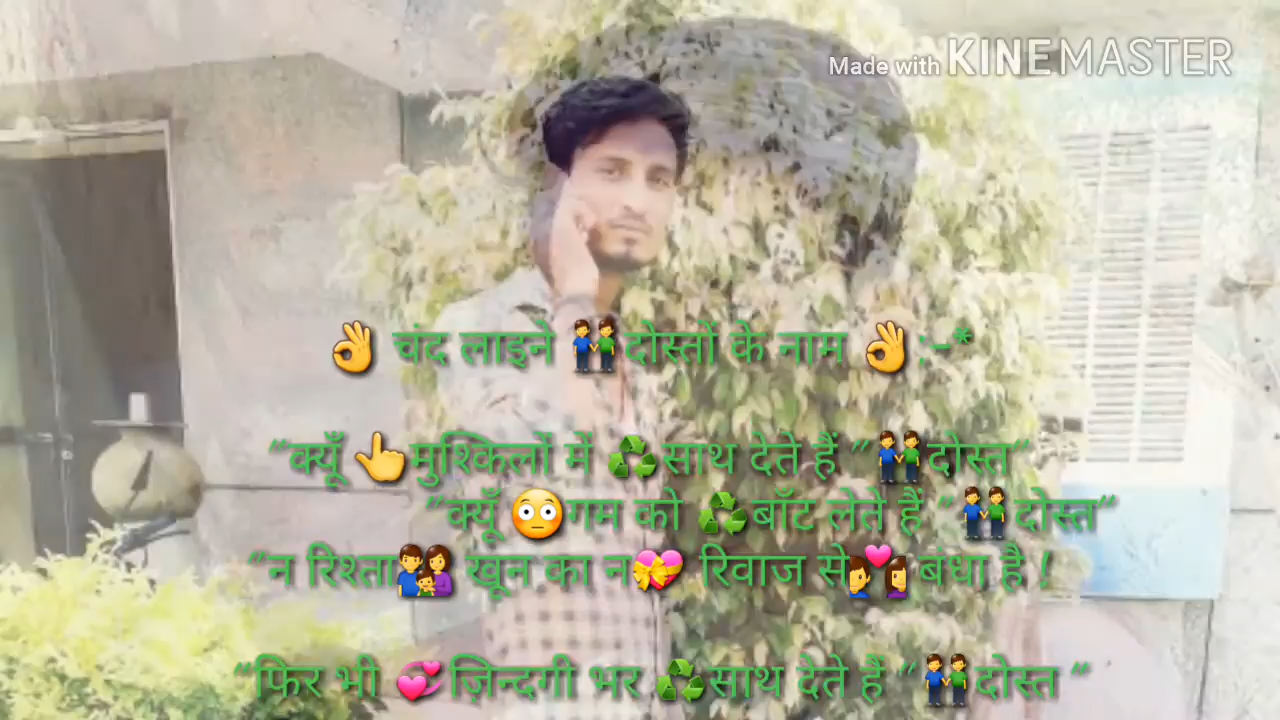 Made with KINEMASTER
👌 चंद लाइने 👬दोस्तों के नाम 👌:-*
"क्यूँ 👆मुश्किलों में ♻साथ देते हैं "👬दोस्त"
"क्यूँ 😳गम को ♻बाँट लेते हैं "👬दोस्त"
"न रिश्ता👪 खून का न💝 रिवाज से💑 बंधा है !
"फिर भी 💞ज़िन्दगी भर ♻साथ देते हैं "👬दोस्त "